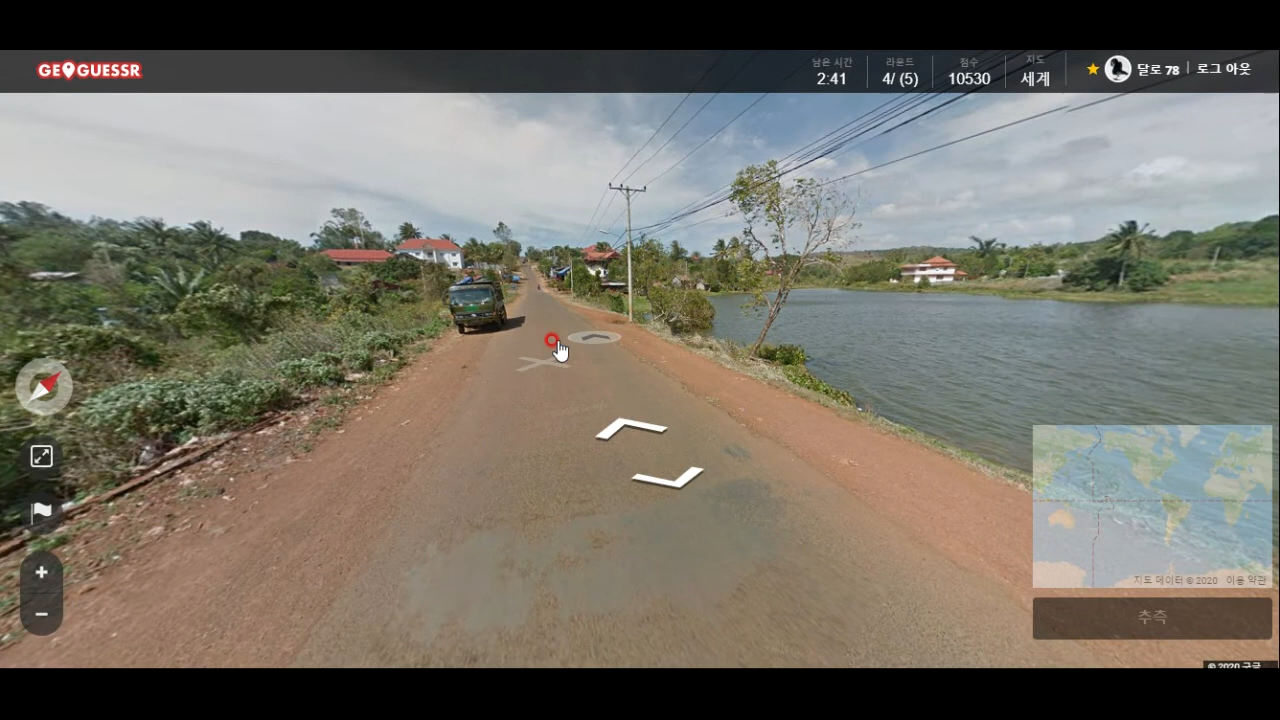 GEOGUESSR
남은 시간
2:41
라운드
4/ (5)
점수
10530
지도
세계
달로 78 | 로그 아웃
지도 데이터 © 2020 이용 약관
추측
© 2020 구글